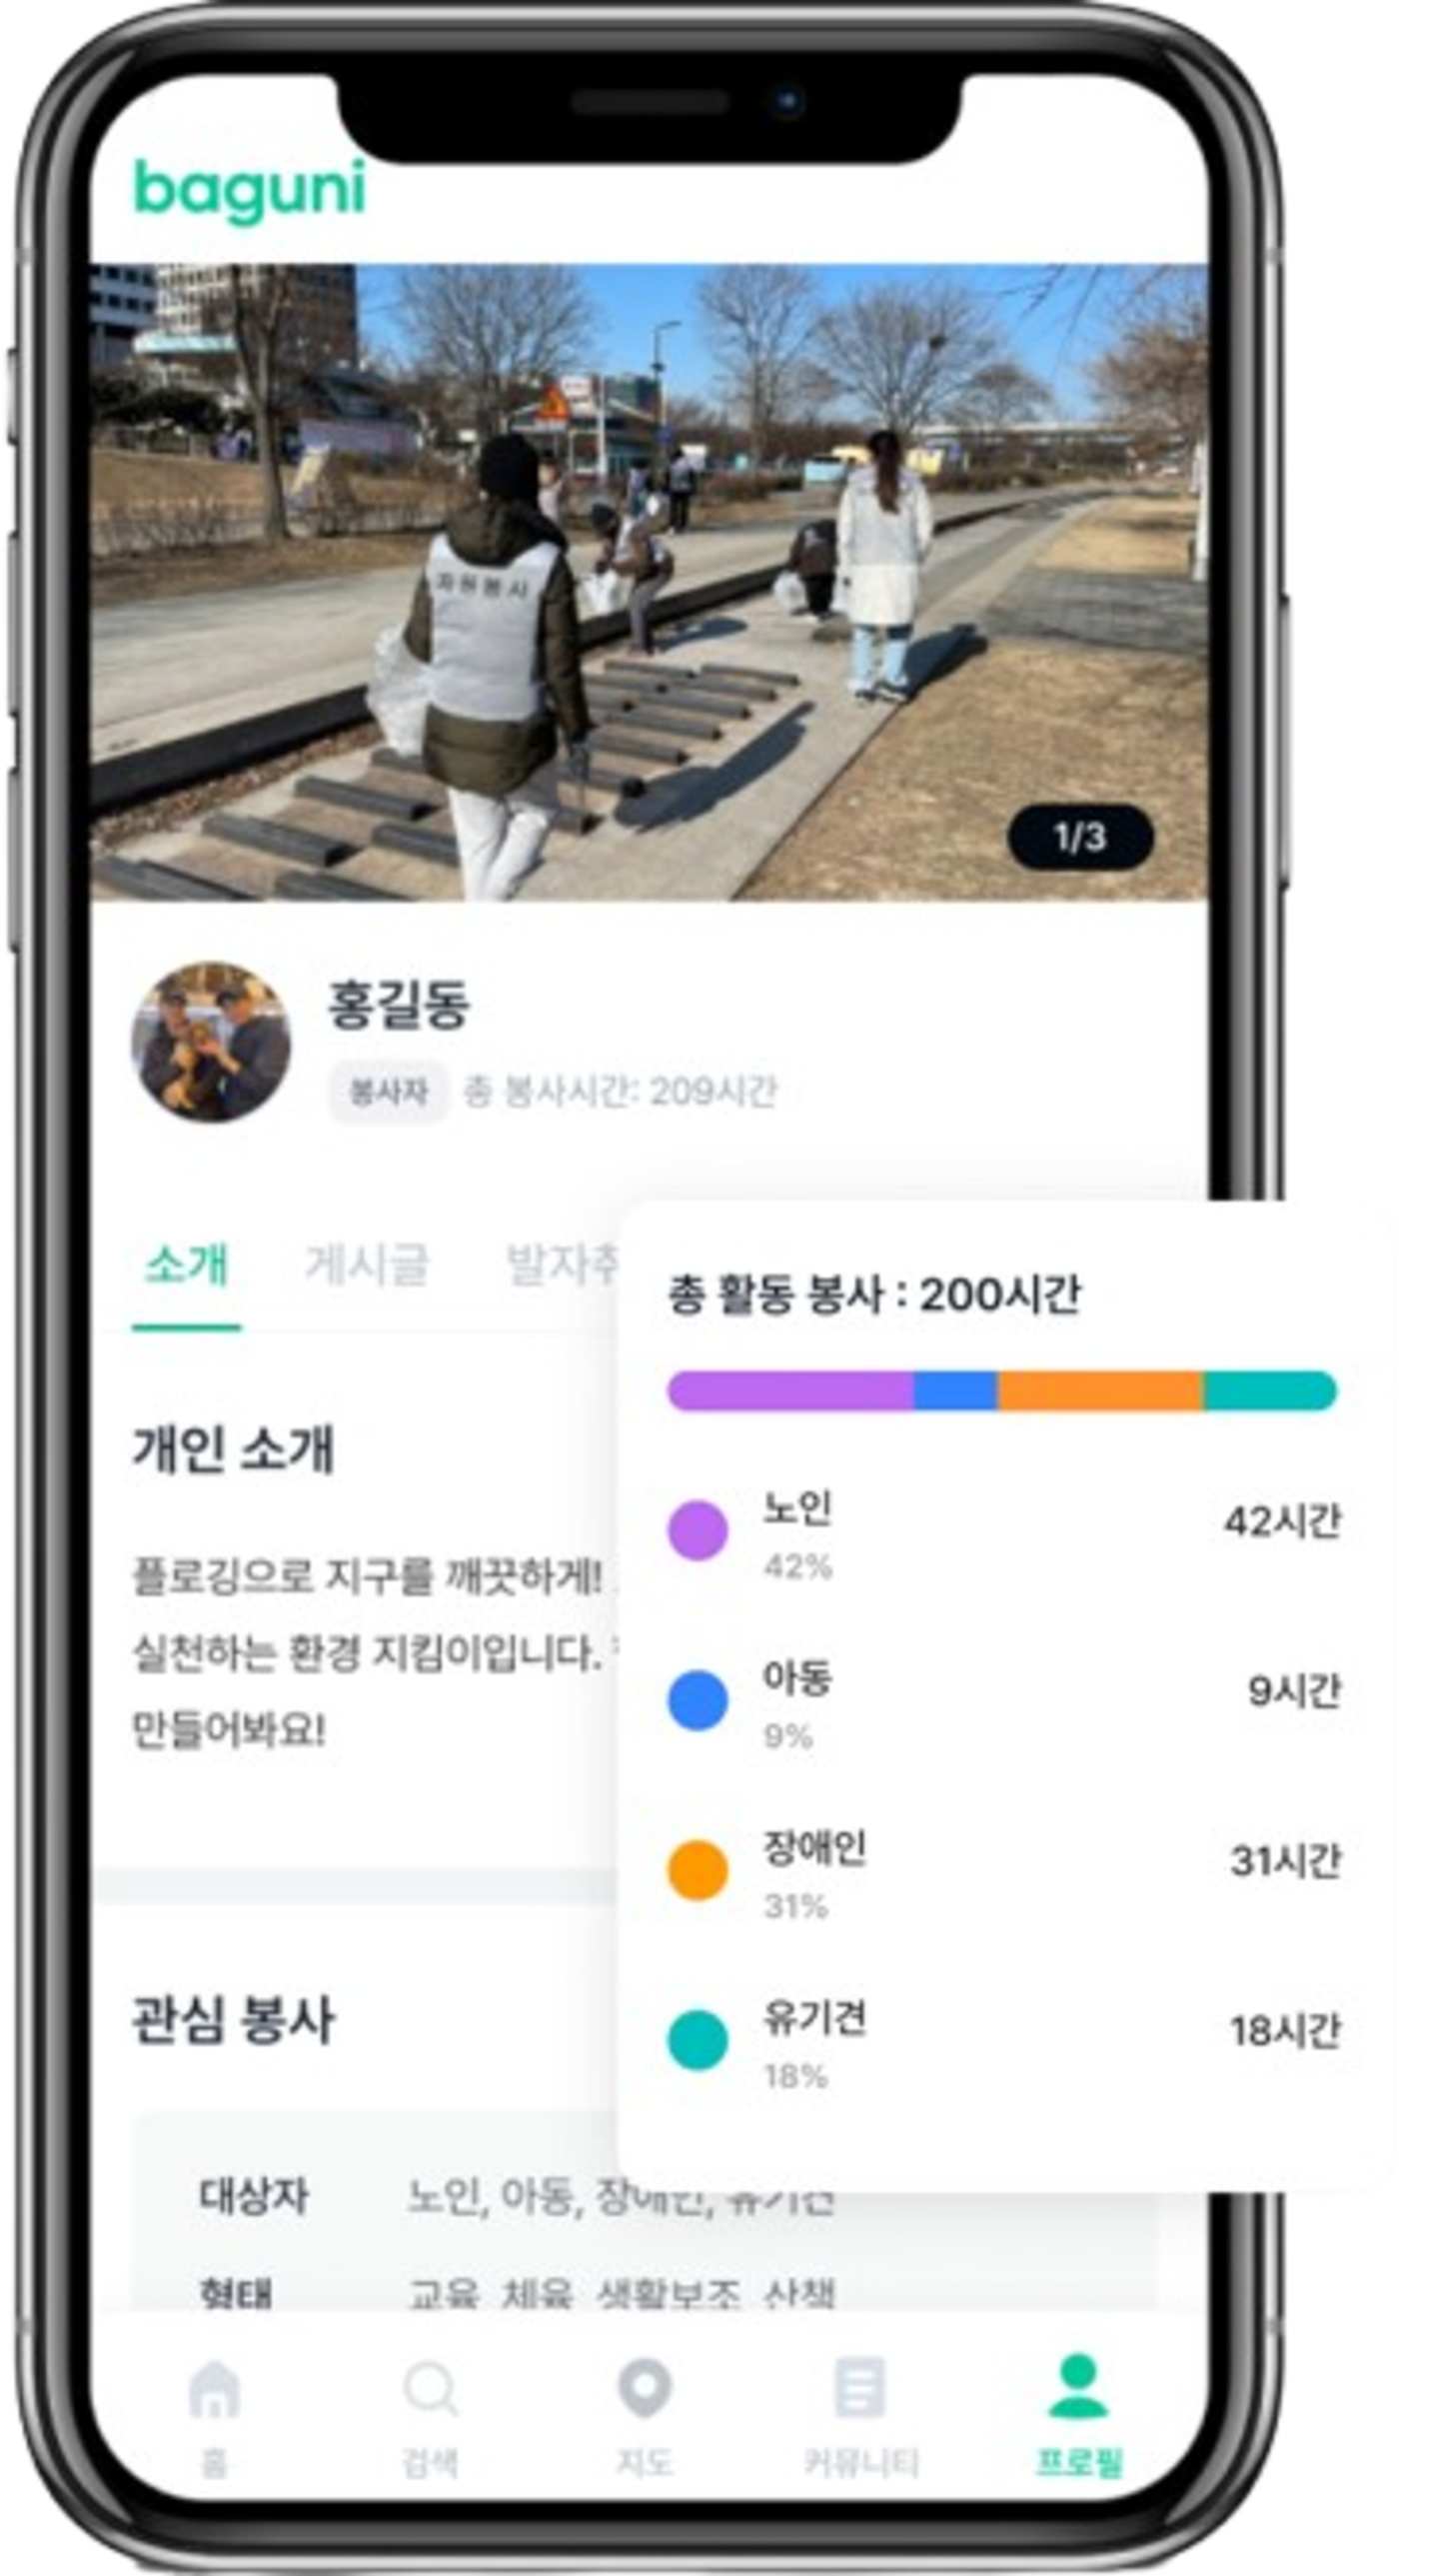 baguni
자원봉사
1/3
홍길동
봉사자 총 봉사시간: 209시간
소개 게시글 발자취
총 활동 봉사 : 200시간
개인 소개
플로깅으로 지구를 깨끗하게!
실천하는 환경 지킴이입니다.
만들어봐요!
노인 42시간
42%
아동 9시간
9%
장애인 31시간
31%
유기견 18시간
18%
관심 봉사
대상자 노인, 아동, 장애인, 유기견
형태 교육 체육 생활보조 산책
홈 검색 지도 커뮤니티 프로필